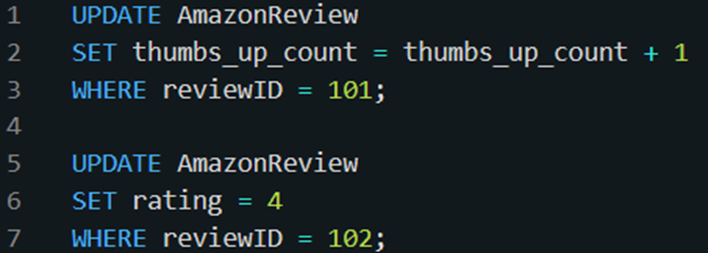 1 UPDATE AmazonReview
2 SET thumbs_up_count = thumbs_up_count + 1
3 WHERE reviewID = 101;
4
5 UPDATE AmazonReview
6 SET rating = 4
7 WHERE reviewID = 102;